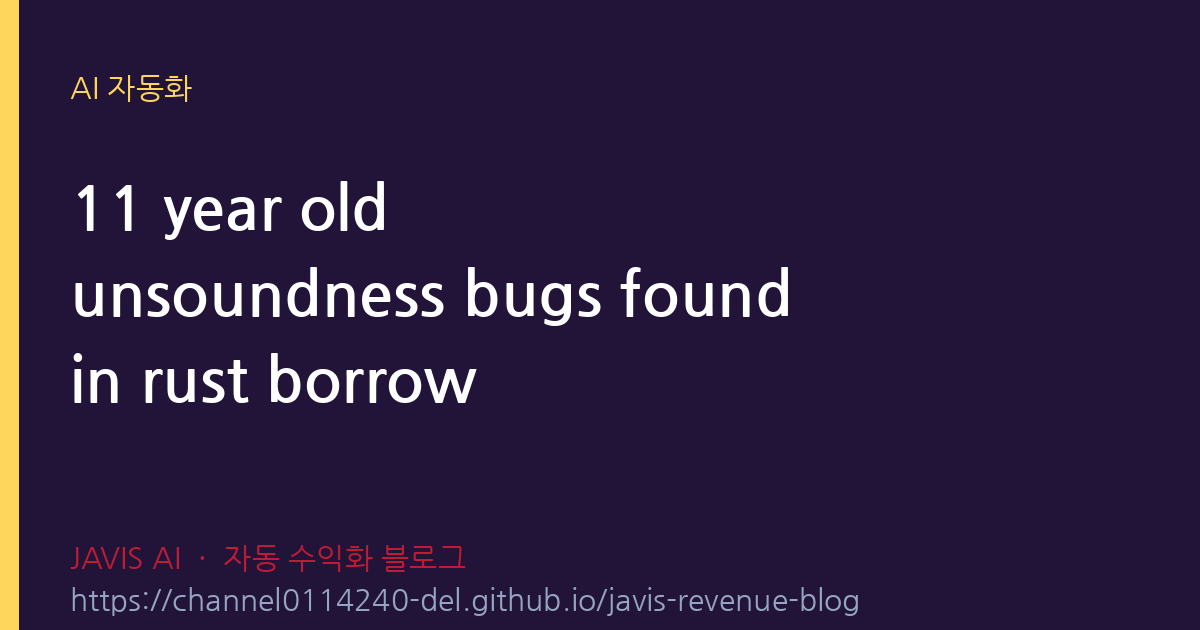 AI 자동화
11 year old
unsoundness bugs found
in rust borrow
JAVIS AI · 자동 수익화 블로그
https://channel0114240-del.github.io/javis-revenue-blog